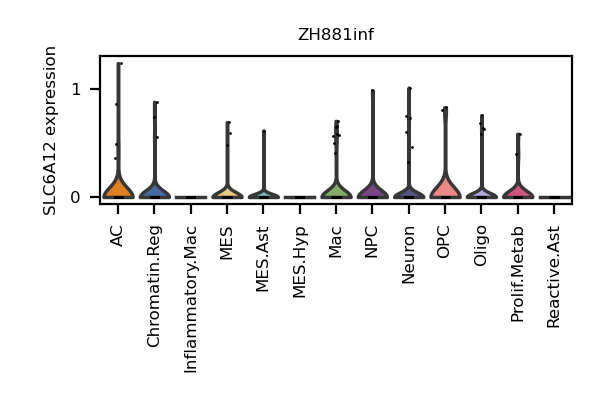 ZH881inf
SLC6A12 expression
1
0
AC
Chromatin.Reg
Inflammatory.Mac
MES
MES.Ast
MES.Hyp
Mac
NPC
Neuron
OPC
Oligo
Prolif.Metab
Reactive.Ast